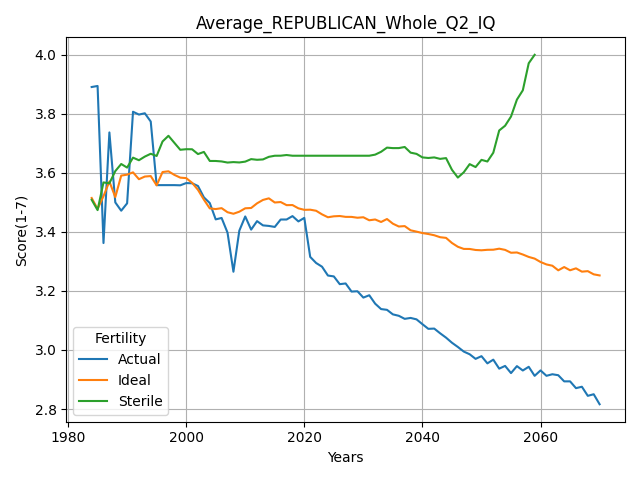 Average_REPUBLICAN_Whole_Q2_IQ
Score(1-7)
4.0
3.8
3.6
3.4
3.2
3.0
2.8
Fertility
Actual
Ideal
Sterile
1980
2000
2020
2040
2060
Years